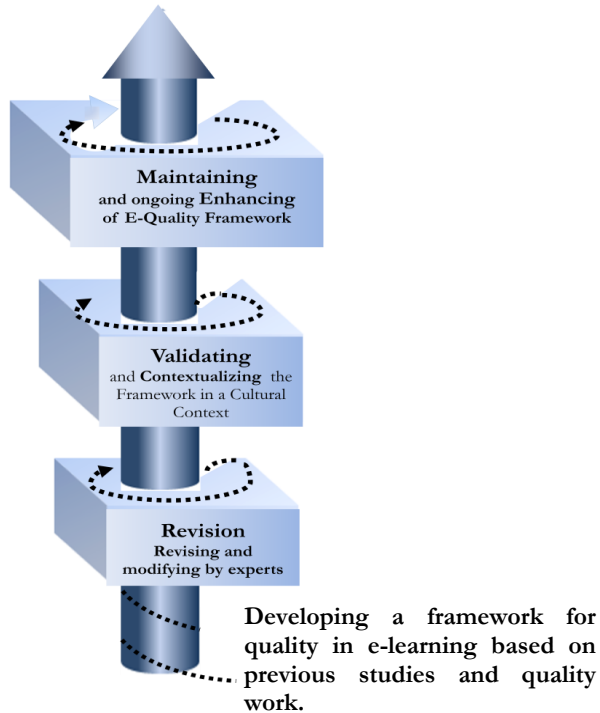 Maintaining
and ongoing Enhancing
of E-Quality Framework
Validating
and Contextualizing the
Framework in a Cultural
Context
Revision
Revising and
modifying by experts
Developing a framework for
quality in e-learning based on
previous studies and quality
work.